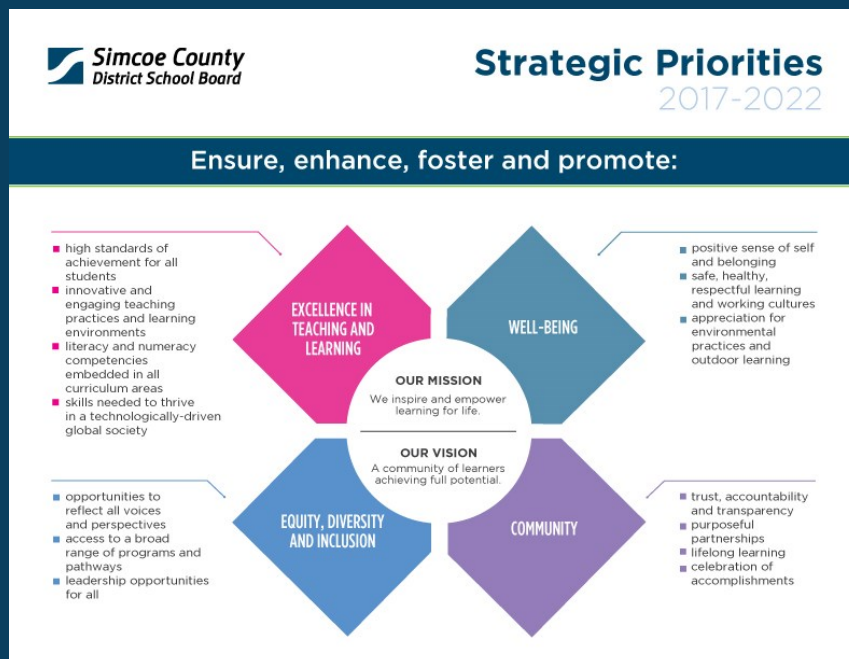 Simcoe County
District School Board
Strategic Priorities
2017-2022
Ensure, enhance, foster and promote:
high standards of
achievement for all
students
innovative and
engaging teaching
practices and learning
environments
literacy and numeracy
competencies
embedded in all
curriculum areas
skills needed to thrive
in a technologically-driven
global society
EXCELLENCE IN
TEACHING AND
LEARNING
WELL-BEING
positive sense of self
and belonging
safe, healthy,
respectful learning
and working cultures
appreciation for
environmental
practices and
outdoor learning
OUR MISSION
We inspire and empower
learning for life.
OUR VISION
A community of learners
achieving full potential.
opportunities to
reflect all voices
and perspectives
access to a broad
range of programs and
pathways
leadership opportunities
for all
EQUITY, DIVERSITY
AND INCLUSION
COMMUNITY
trust, accountability
and transparency
purposeful
partnerships
lifelong learning
celebration of
accomplishments